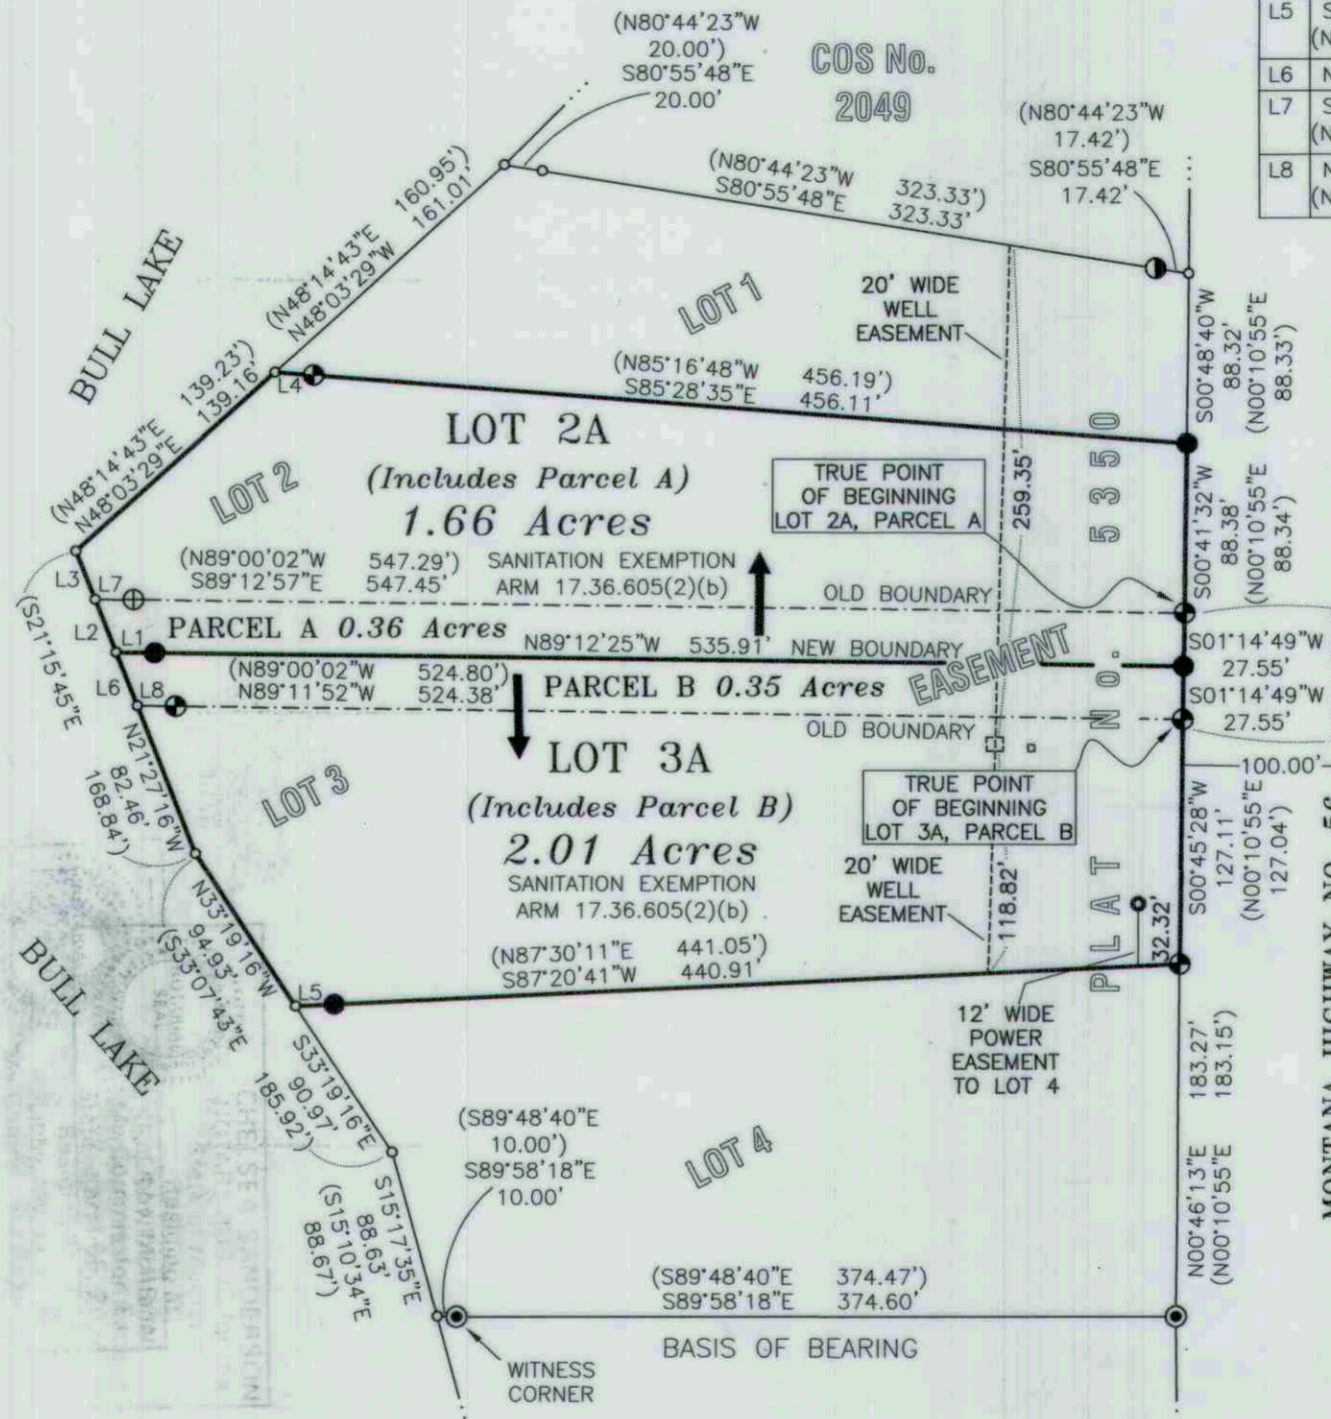 (N80°44'23"W
20.00')
S80°55'48"E
20.00'
COS No.
2049
L5
S
(N
L6
N
L7
S
(N
L8
N
(N
(N80°44'23"W
17.42')
S80°55'48"E
17.42'
(N80°44'23"W 323.33')
S80°55'48"E 323.33'
(N48°14'43"E 160.95')
N48°03'29"W 161.01'
BULL LAKE
LOT 1
20' WIDE
WELL
EASEMENT
S00°48'40"W
88.32'
(N00°10'55"E
88.33')
(N48°14'43"E 139.23')
N48°03'29"E 139.16'
L4
(N85°16'48"W 456.19')
S85°28'35"E 456.11'
LOT 2A
(Includes Parcel A)
1.66 Acres
LOT 2
TRUE POINT
OF BEGINNING
LOT 2A, PARCEL A
259.35'
S00°41'32"W
88.38'
(N00°10'55"E
88.34')
(N89°00'02"W 547.29')
S89°12'57"E 547.45'
SANITATION EXEMPTION
ARM 17.36.605(2)(b)
OLD BOUNDARY
L3
L7
L2
L1
PARCEL A 0.36 Acres
N89°12'25"W 535.91'
NEW BOUNDARY
EASEMENT
S01°14'49"W
27.55'
(S21°15'45"E
168.84')
L6
L8
(N89°00'02"W 524.80')
N89°11'52"W 524.38'
PARCEL B 0.35 Acres
S01°14'49"W
27.55'
OLD BOUNDARY
N21°27'16"W
82.46'
LOT 3
LOT 3A
(Includes Parcel B)
2.01 Acres
SANITATION EXEMPTION
ARM 17.36.605(2)(b)
TRUE POINT
OF BEGINNING
LOT 3A, PARCEL B
100.00'
20' WIDE
WELL
EASEMENT
118.82'
PLAT No. 5350
32.32'
S00°45'28"W
127.11'
(N00°10'55"E
127.04')
N33°19'16"W
94.93'
(S33°07'43"E
185.92')
BULL LAKE
L5
(N87°30'11"E 441.05')
S87°20'41"W 440.91'
12' WIDE
POWER
EASEMENT
TO LOT 4
S33°19'16"E
90.97'
(S89°48'40"E
10.00')
S89°58'18"E
10.00'
LOT 4
N00°46'13"E 183.27'
(N00°10'55"E 183.15')
MONTANA HIGHWAY NO. 56
S15°17'35"E
88.63'
(S15°10'34"E
88.67')
(S89°48'40"E 374.47')
S89°58'18"E 374.60'
BASIS OF BEARING
WITNESS
CORNER